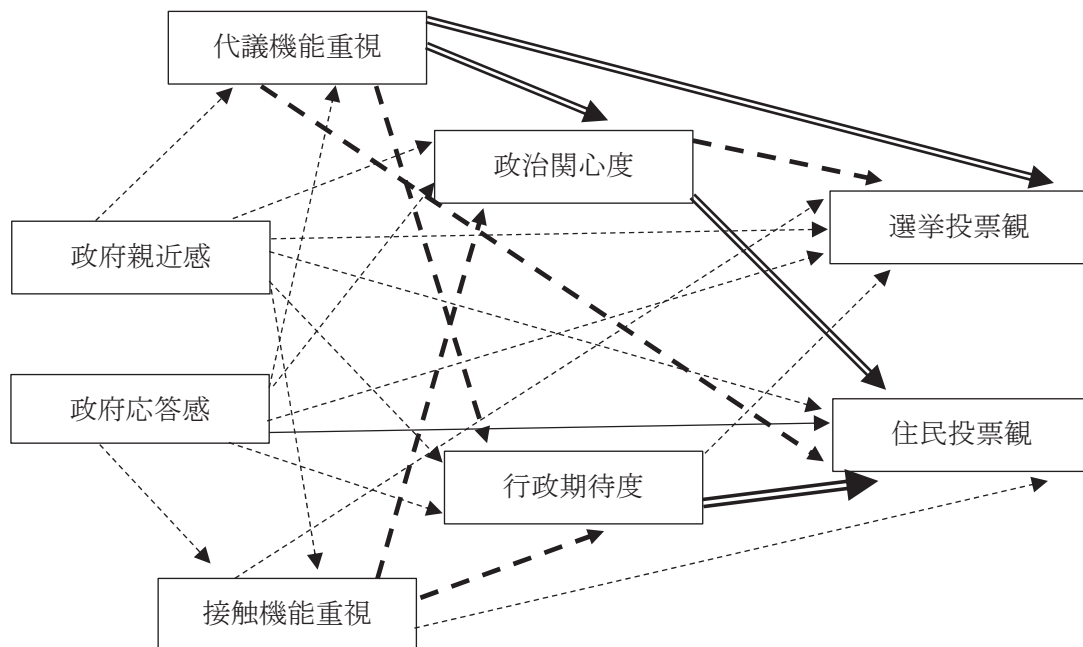 代議機能重視
政治関心度
選挙投票観
政府親近感
政府応答感
住民投票観
行政期待度
接触機能重視